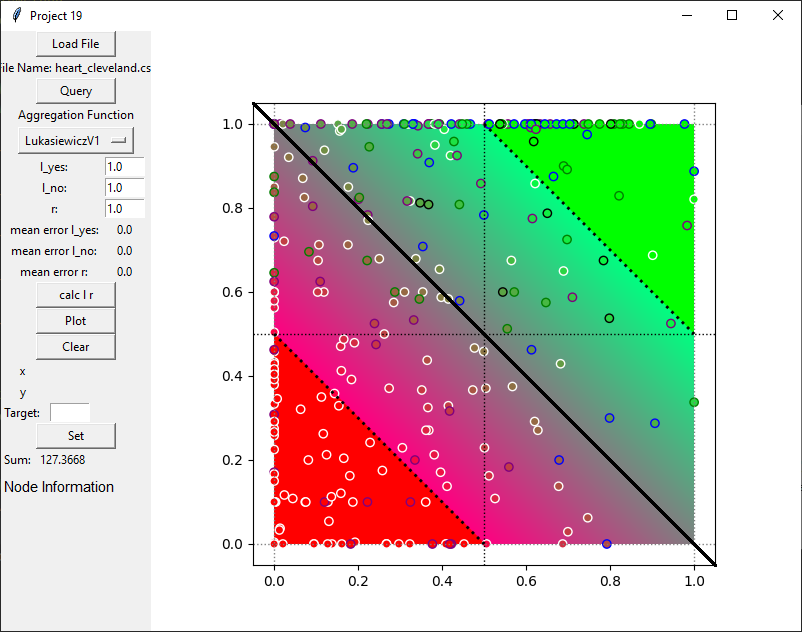 Project 19
Load File
File Name: heart_cleveland.cs
Query
Aggregation Function
LukasiewiczV1
l_yes: 1.0
l_no: 1.0
r: 1.0
mean error l_yes: 0.0
mean error l_no: 0.0
mean error r: 0.0
calc l r
Plot
Clear
x
y
Target:
Set
Sum: 127.3668
Node Information
1.0
0.8
0.6
0.4
0.2
0.0
0.0 0.2 0.4 0.6 0.8 1.0